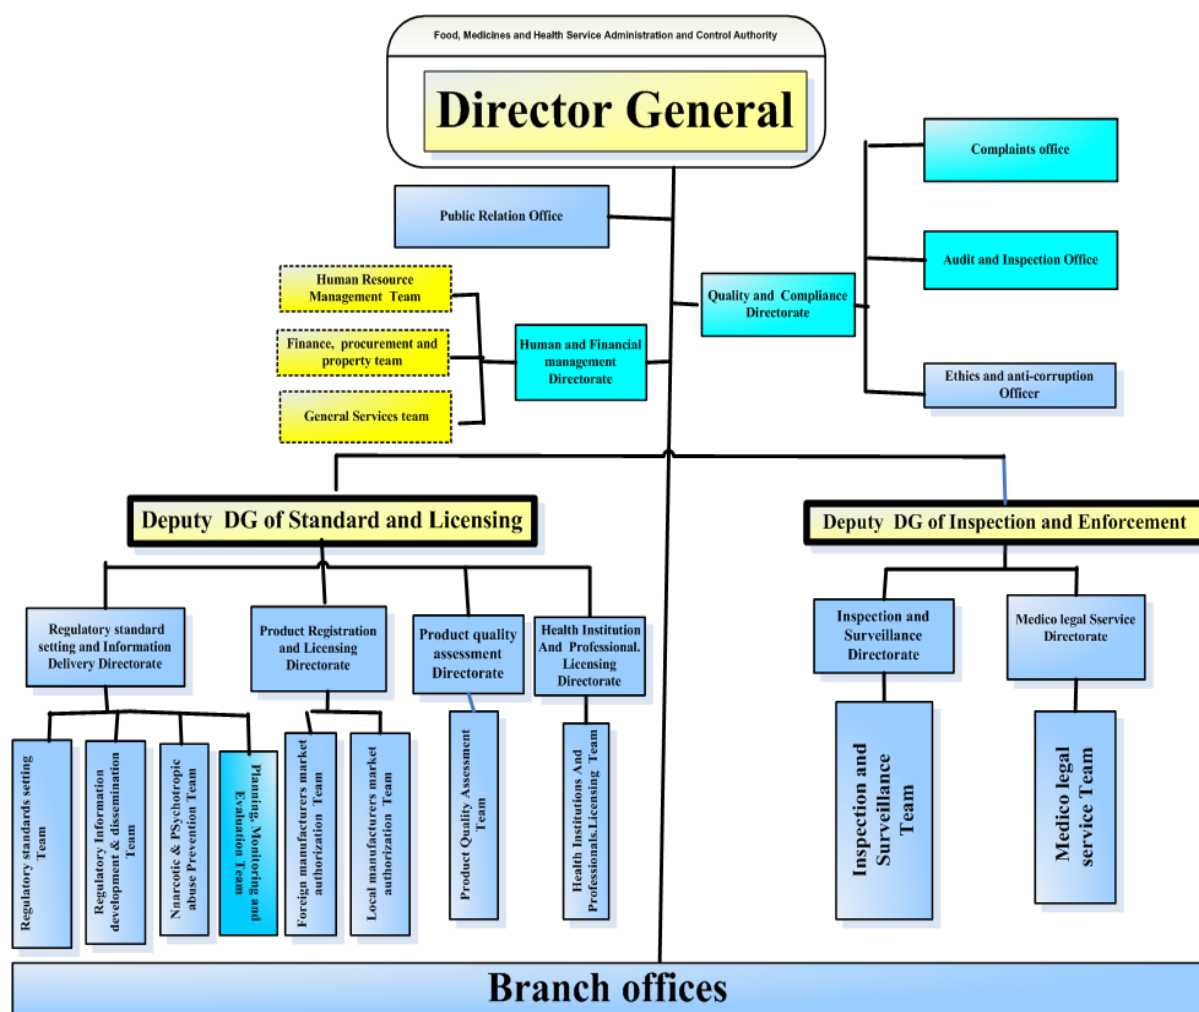 Food, Medicines and Health Service Administration and Control Authority
Director General
Complaints office
Public Relation Office
Audit and Inspection Office
Human Resource
Management Team
Quality and Compliance
Directorate
Finance, procurement and
property team
Human and Financial
management
Directorate
Ethics and anti-corruption
Officer
General Services team
Deputy DG of Standard and Licensing
Deputy DG of Inspection and Enforcement
Regulatory standard
setting and Information
Delivery Directorate
Product Registration
and Licensing
Directorate
Product quality
assessment
Directorate
Health Institution
And Professional.
Licensing
Directorate
Inspection and
Surveillance
Directorate
Medico legal Sservice
Directorate
Regulatory standards setting
Team
Regulatory Information
development & dissemination
Team
Nnarcotic & PSychotropic
abuse Prevention Team
Planning, Monitoring and
Evaluation Team
Foreign manufacturers market
authorization Team
Local manufacturers market
authorization Team
Product Quality Assessment
Team
Health Institutions And
Professionals.Licensing Team
Inspection and
Surveillance
Team
Medico legal
service Team
Branch offices